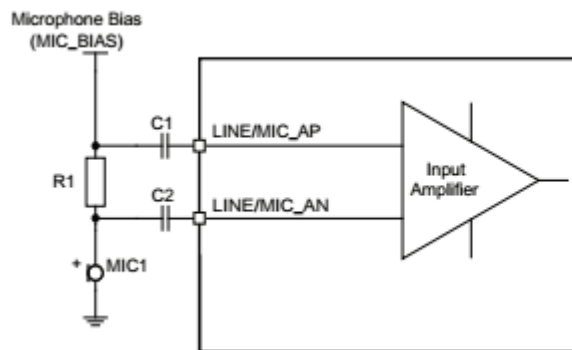 Microphone Bias
(MIC_BIAS)
C1
LINE/MIC_AP
R1
Input
Amplifier
C2
LINE/MIC_AN
+
MIC1